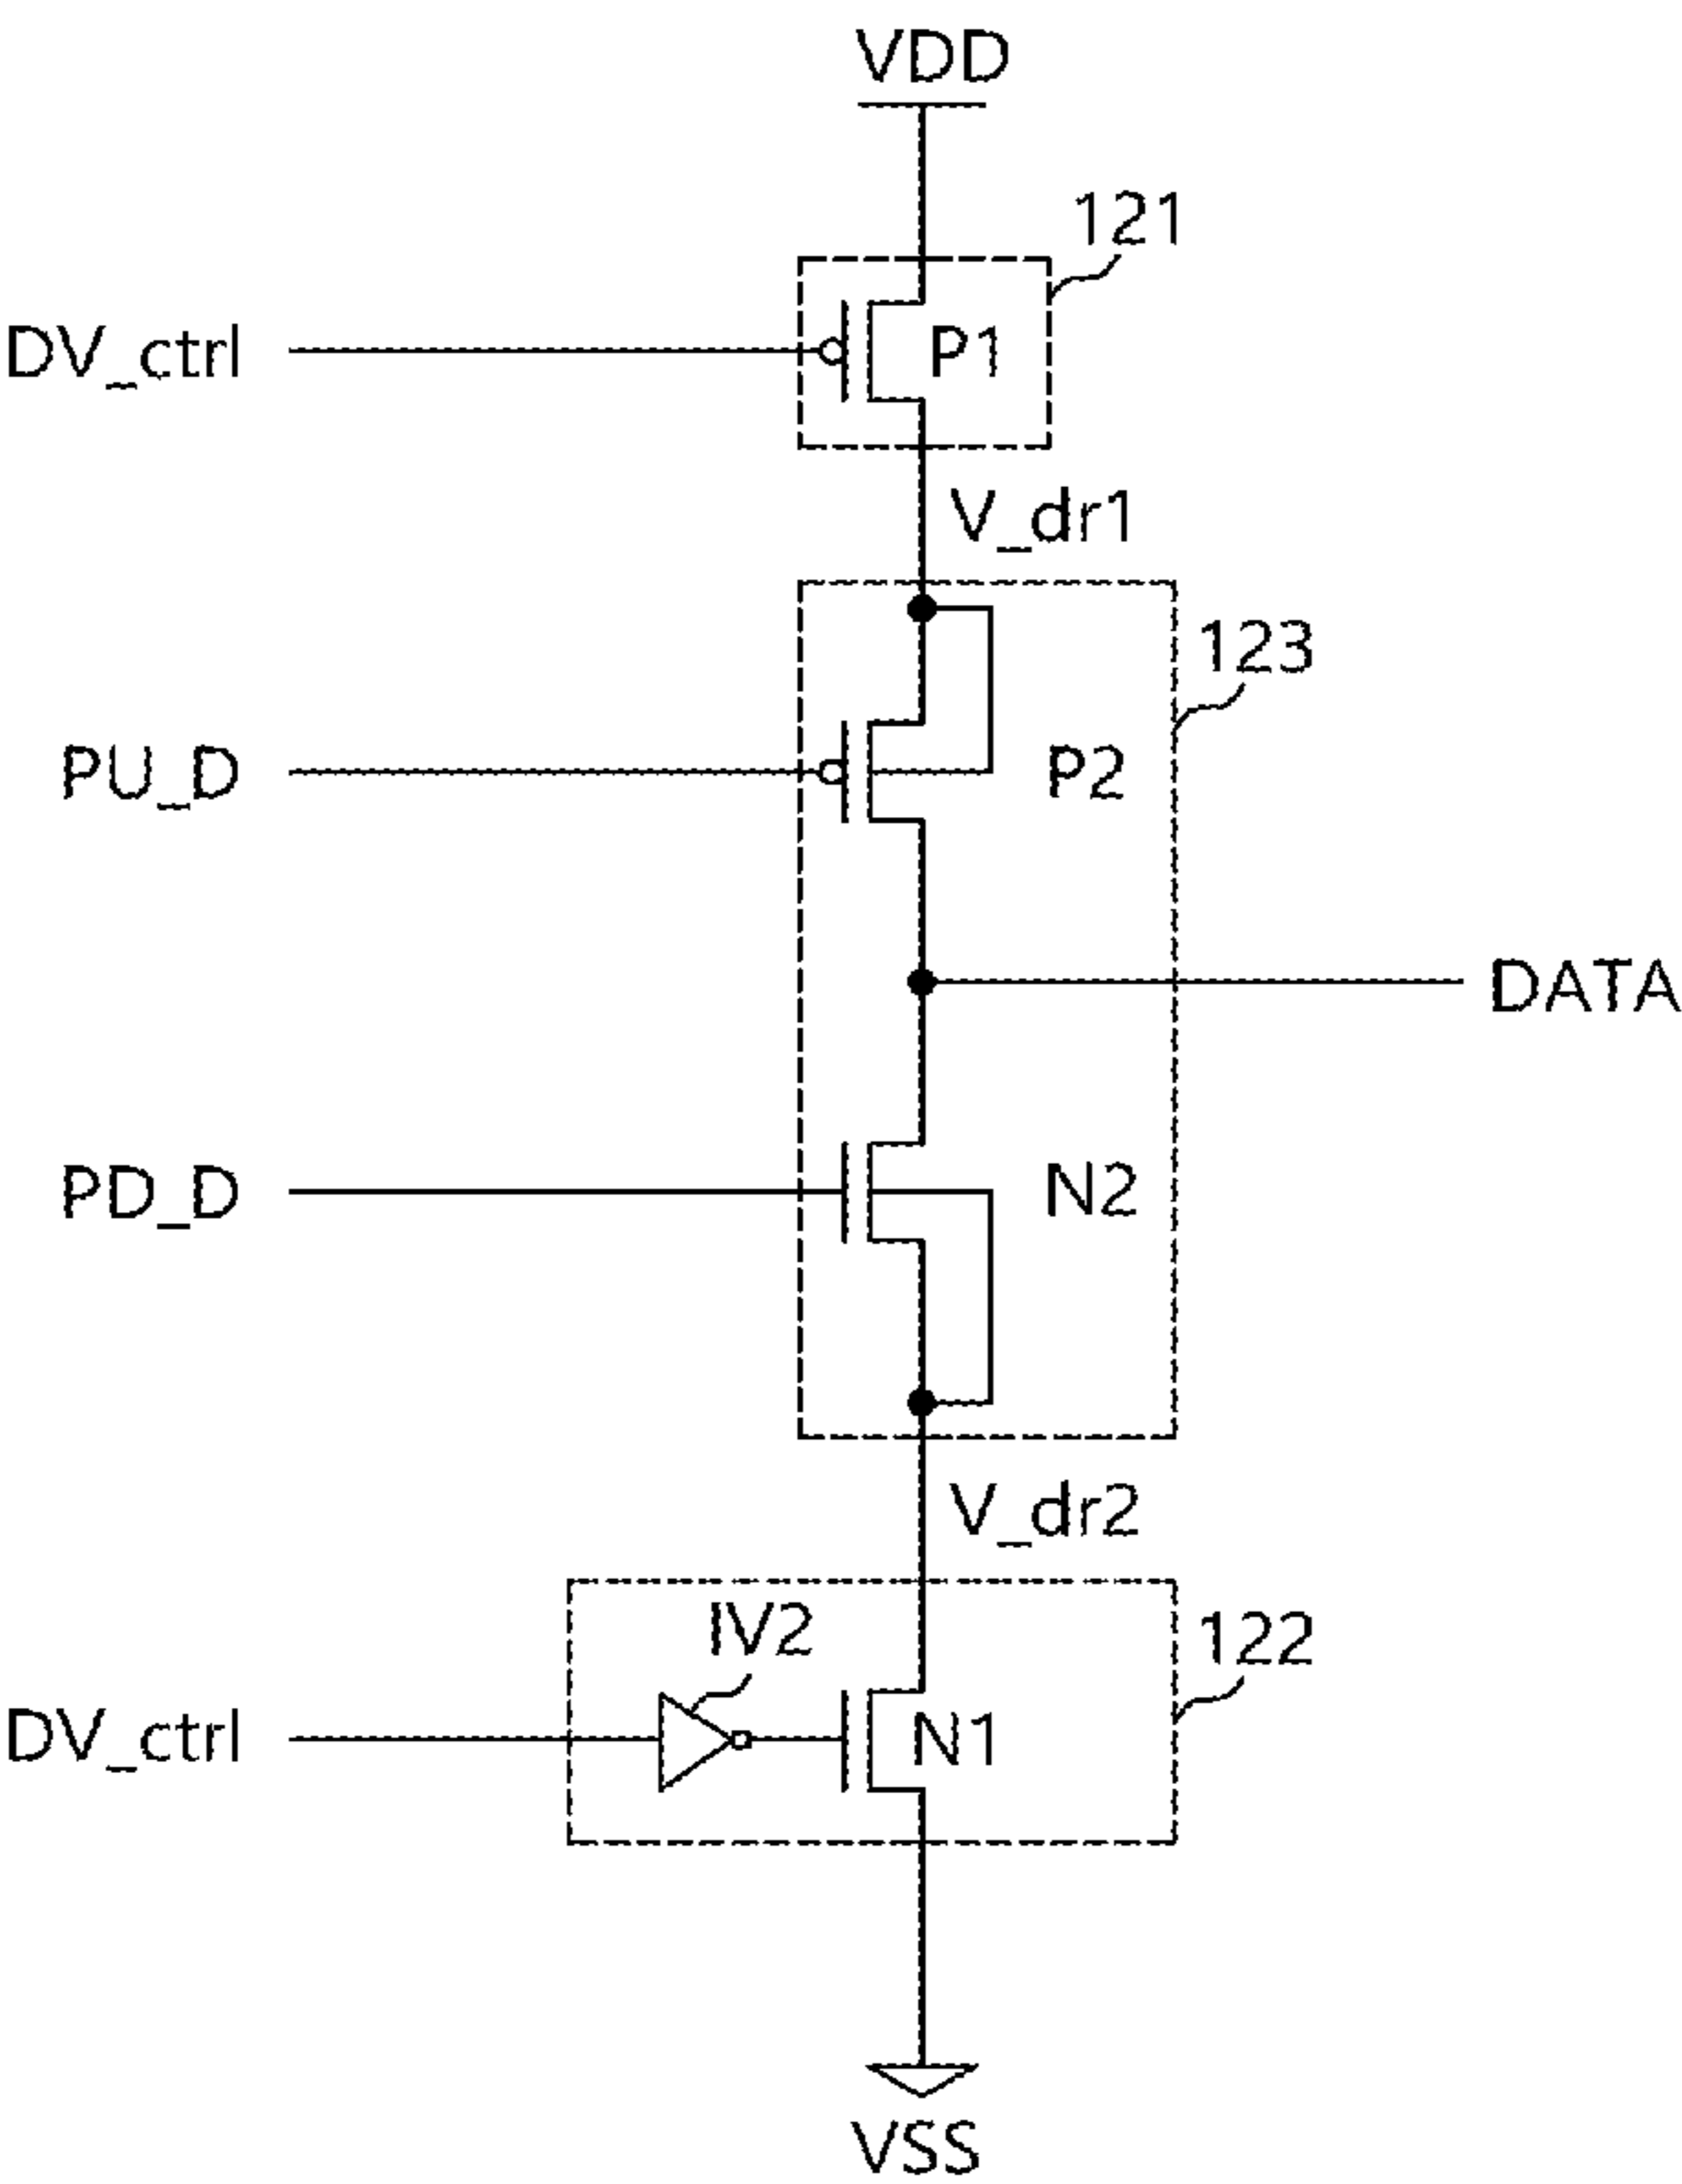 VDD
121
DV_ctrl
P1
V_dr1
123
PU_D
P2
DATA
PD_D
N2
V_dr2
IV2
122
DV_ctrl
N1
VSS